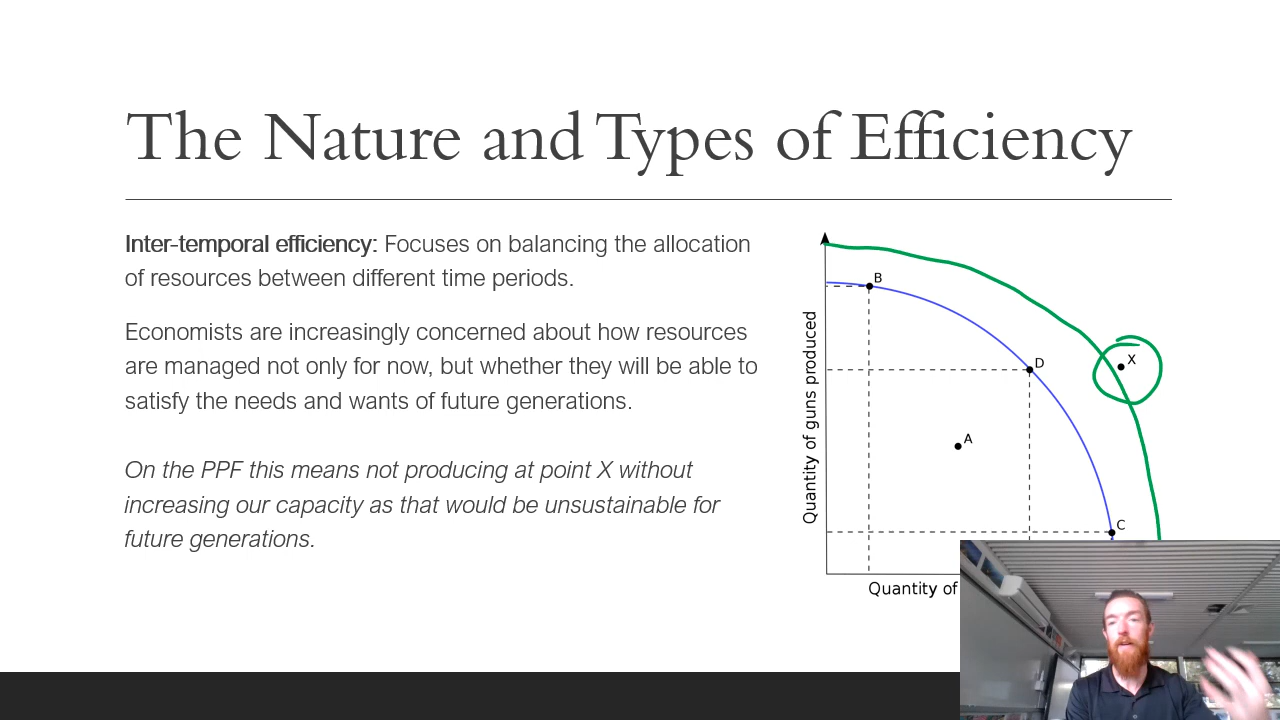 The Nature and Types of Efficiency
Inter-temporal efficiency: Focuses on balancing the allocation
of resources between different time periods.
Economists are increasingly concerned about how resources
are managed not only for now, but whether they will be able to
satisfy the needs and wants of future generations.
On the PPF this means not producing at point X without
increasing our capacity as that would be unsustainable for
future generations.
Quantity of guns produced
B
X
D
A
C
Quantity of